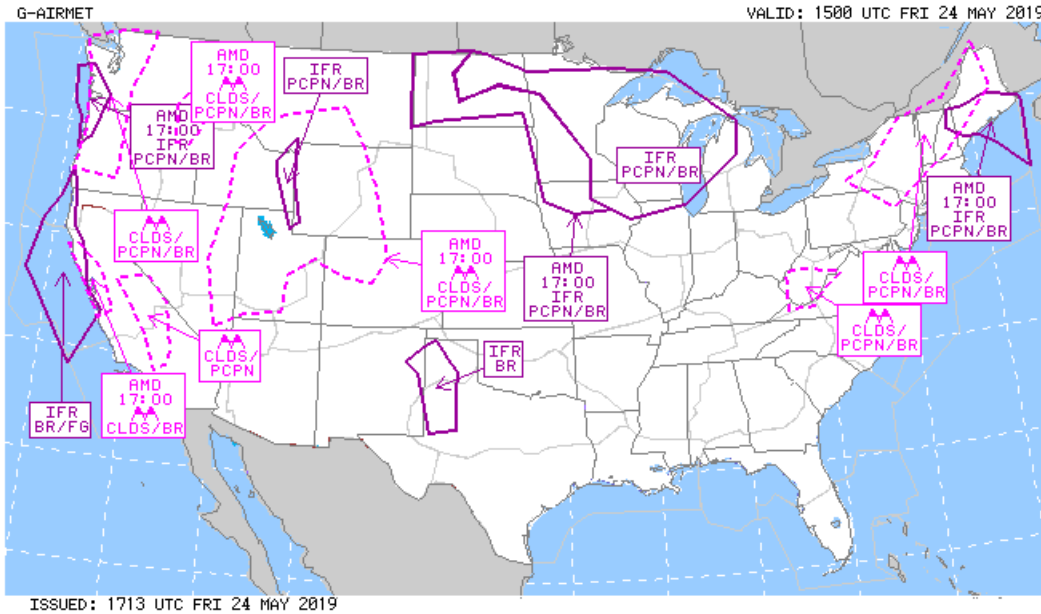 G-AIRMET
VALID: 1500 UTC FRI 24 MAY 2019
AMD
17:00
CLDS/
PCPN/BR
IFR
PCPN/BR
AMD
17:00
IFR
PCPN/BR
IFR
PCPN/BR
AMD
17:00
IFR
PCPN/BR
CLDS/
PCPN/BR
AMD
17:00
CLDS/
PCPN/BR
AMD
17:00
IFR
PCPN/BR
CLDS/
PCPN/BR
CLDS/
PCPN/BR
CLDS/
PCPN
IFR
BR
AMD
17:00
CLDS/BR
IFR
BR/FG
ISSUED: 1713 UTC FRI 24 MAY 2019